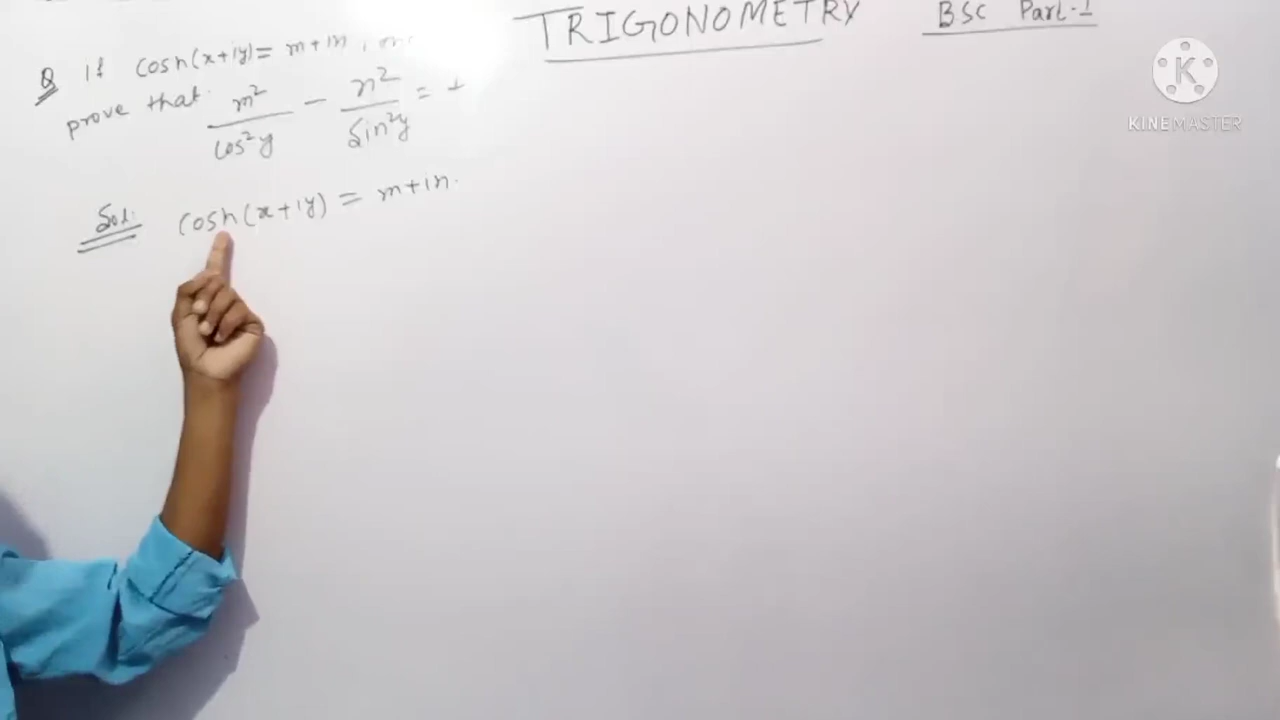 TRIGONOMETRY BSC Part-1
Q If cosh(x+iy) = m+in,
prove that m²/cos²y - n²/sin²y = 1
Sol: cosh(x+iy) = m+in.
K
KINEMASTER